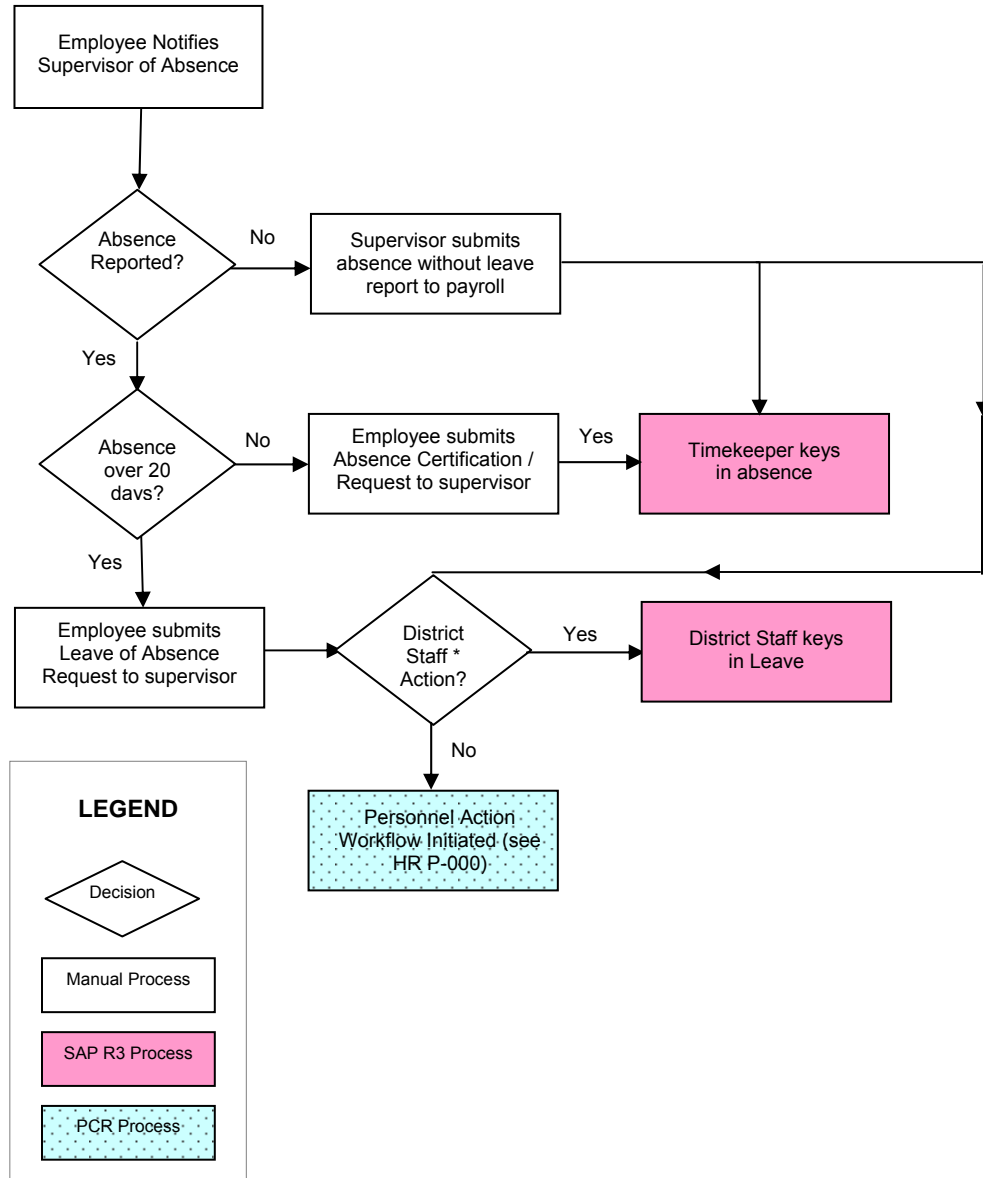 Employee Notifies
Supervisor of Absence
Absence
Reported?
No
Supervisor submits
absence without leave
report to payroll
Yes
Absence
over 20
davs?
No
Employee submits
Absence Certification /
Request to supervisor
Yes
Timekeeper keys
in absence
Yes
Employee submits
Leave of Absence
Request to supervisor
District
Staff *
Action?
Yes
District Staff keys
in Leave
No
Personnel Action
Workflow Initiated (see
HR P-000)
LEGEND
Decision
Manual Process
SAP R3 Process
PCR Process